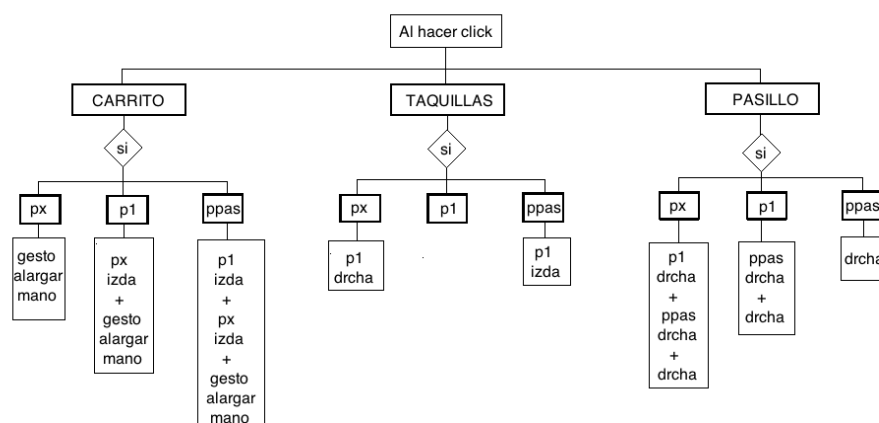 Al hacer click
CARRITO
TAQUILLAS
PASILLO
si
si
si
px
p1
ppas
px
p1
ppas
px
p1
ppas
gesto
alargar
mano
px
izda
+
gesto
alargar
mano
p1
izda
+
px
izda
+
gesto
alargar
mano
p1
drcha
p1
izda
p1
drcha
+
ppas
drcha
+
drcha
ppas
drcha
+
drcha
drcha